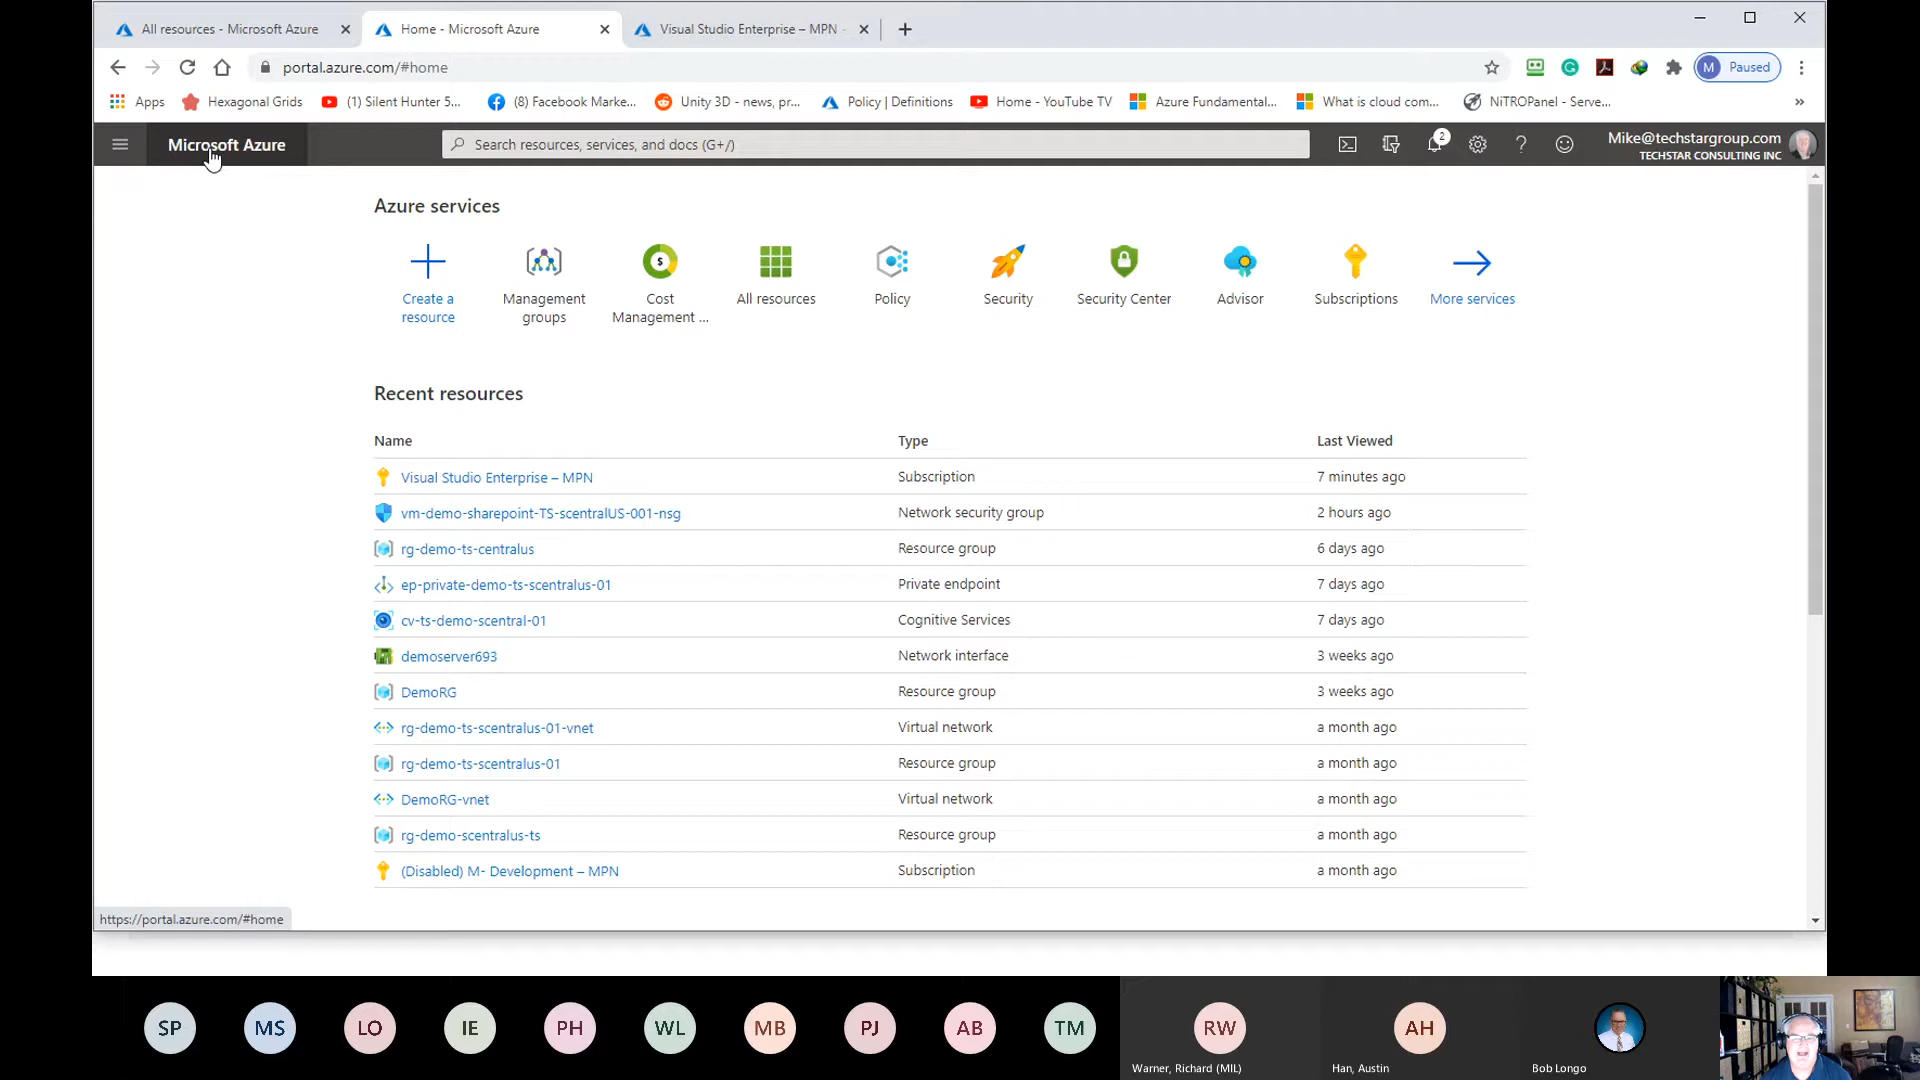 All resources - Microsoft Azure
Home - Microsoft Azure
Visual Studio Enterprise – MPN -
portal.azure.com/#home
M Paused
Apps
Hexagonal Grids
(1) Silent Hunter 5...
(8) Facebook Marke...
Unity 3D - news, pr...
Policy | Definitions
Home - YouTube TV
Azure Fundamental...
What is cloud com...
NiTROPanel - Serve...
»
Microsoft Azure
Search resources, services, and docs (G+/)
2
Mike@techstargroup.com
TECHSTAR CONSULTING INC
Azure services
Create a
resource
Management
groups
Cost
Management ...
All resources
Policy
Security
Security Center
Advisor
Subscriptions
More services
Recent resources
Name Type Last Viewed
Visual Studio Enterprise – MPN Subscription 7 minutes ago
vm-demo-sharepoint-TS-scentralUS-001-nsg Network security group 2 hours ago
rg-demo-ts-centralus Resource group 6 days ago
ep-private-demo-ts-scentralus-01 Private endpoint 7 days ago
cv-ts-demo-scentral-01 Cognitive Services 7 days ago
demoserver693 Network interface 3 weeks ago
DemoRG Resource group 3 weeks ago
rg-demo-ts-scentralus-01-vnet Virtual network a month ago
rg-demo-ts-scentralus-01 Resource group a month ago
DemoRG-vnet Virtual network a month ago
rg-demo-scentralus-ts Resource group a month ago
(Disabled) M- Development – MPN Subscription a month ago
https://portal.azure.com/#home
SP
MS
LO
IE
PH
WL
MB
PJ
AB
TM
RW
Warner, Richard (MIL)
AH
Han, Austin
Bob Longo